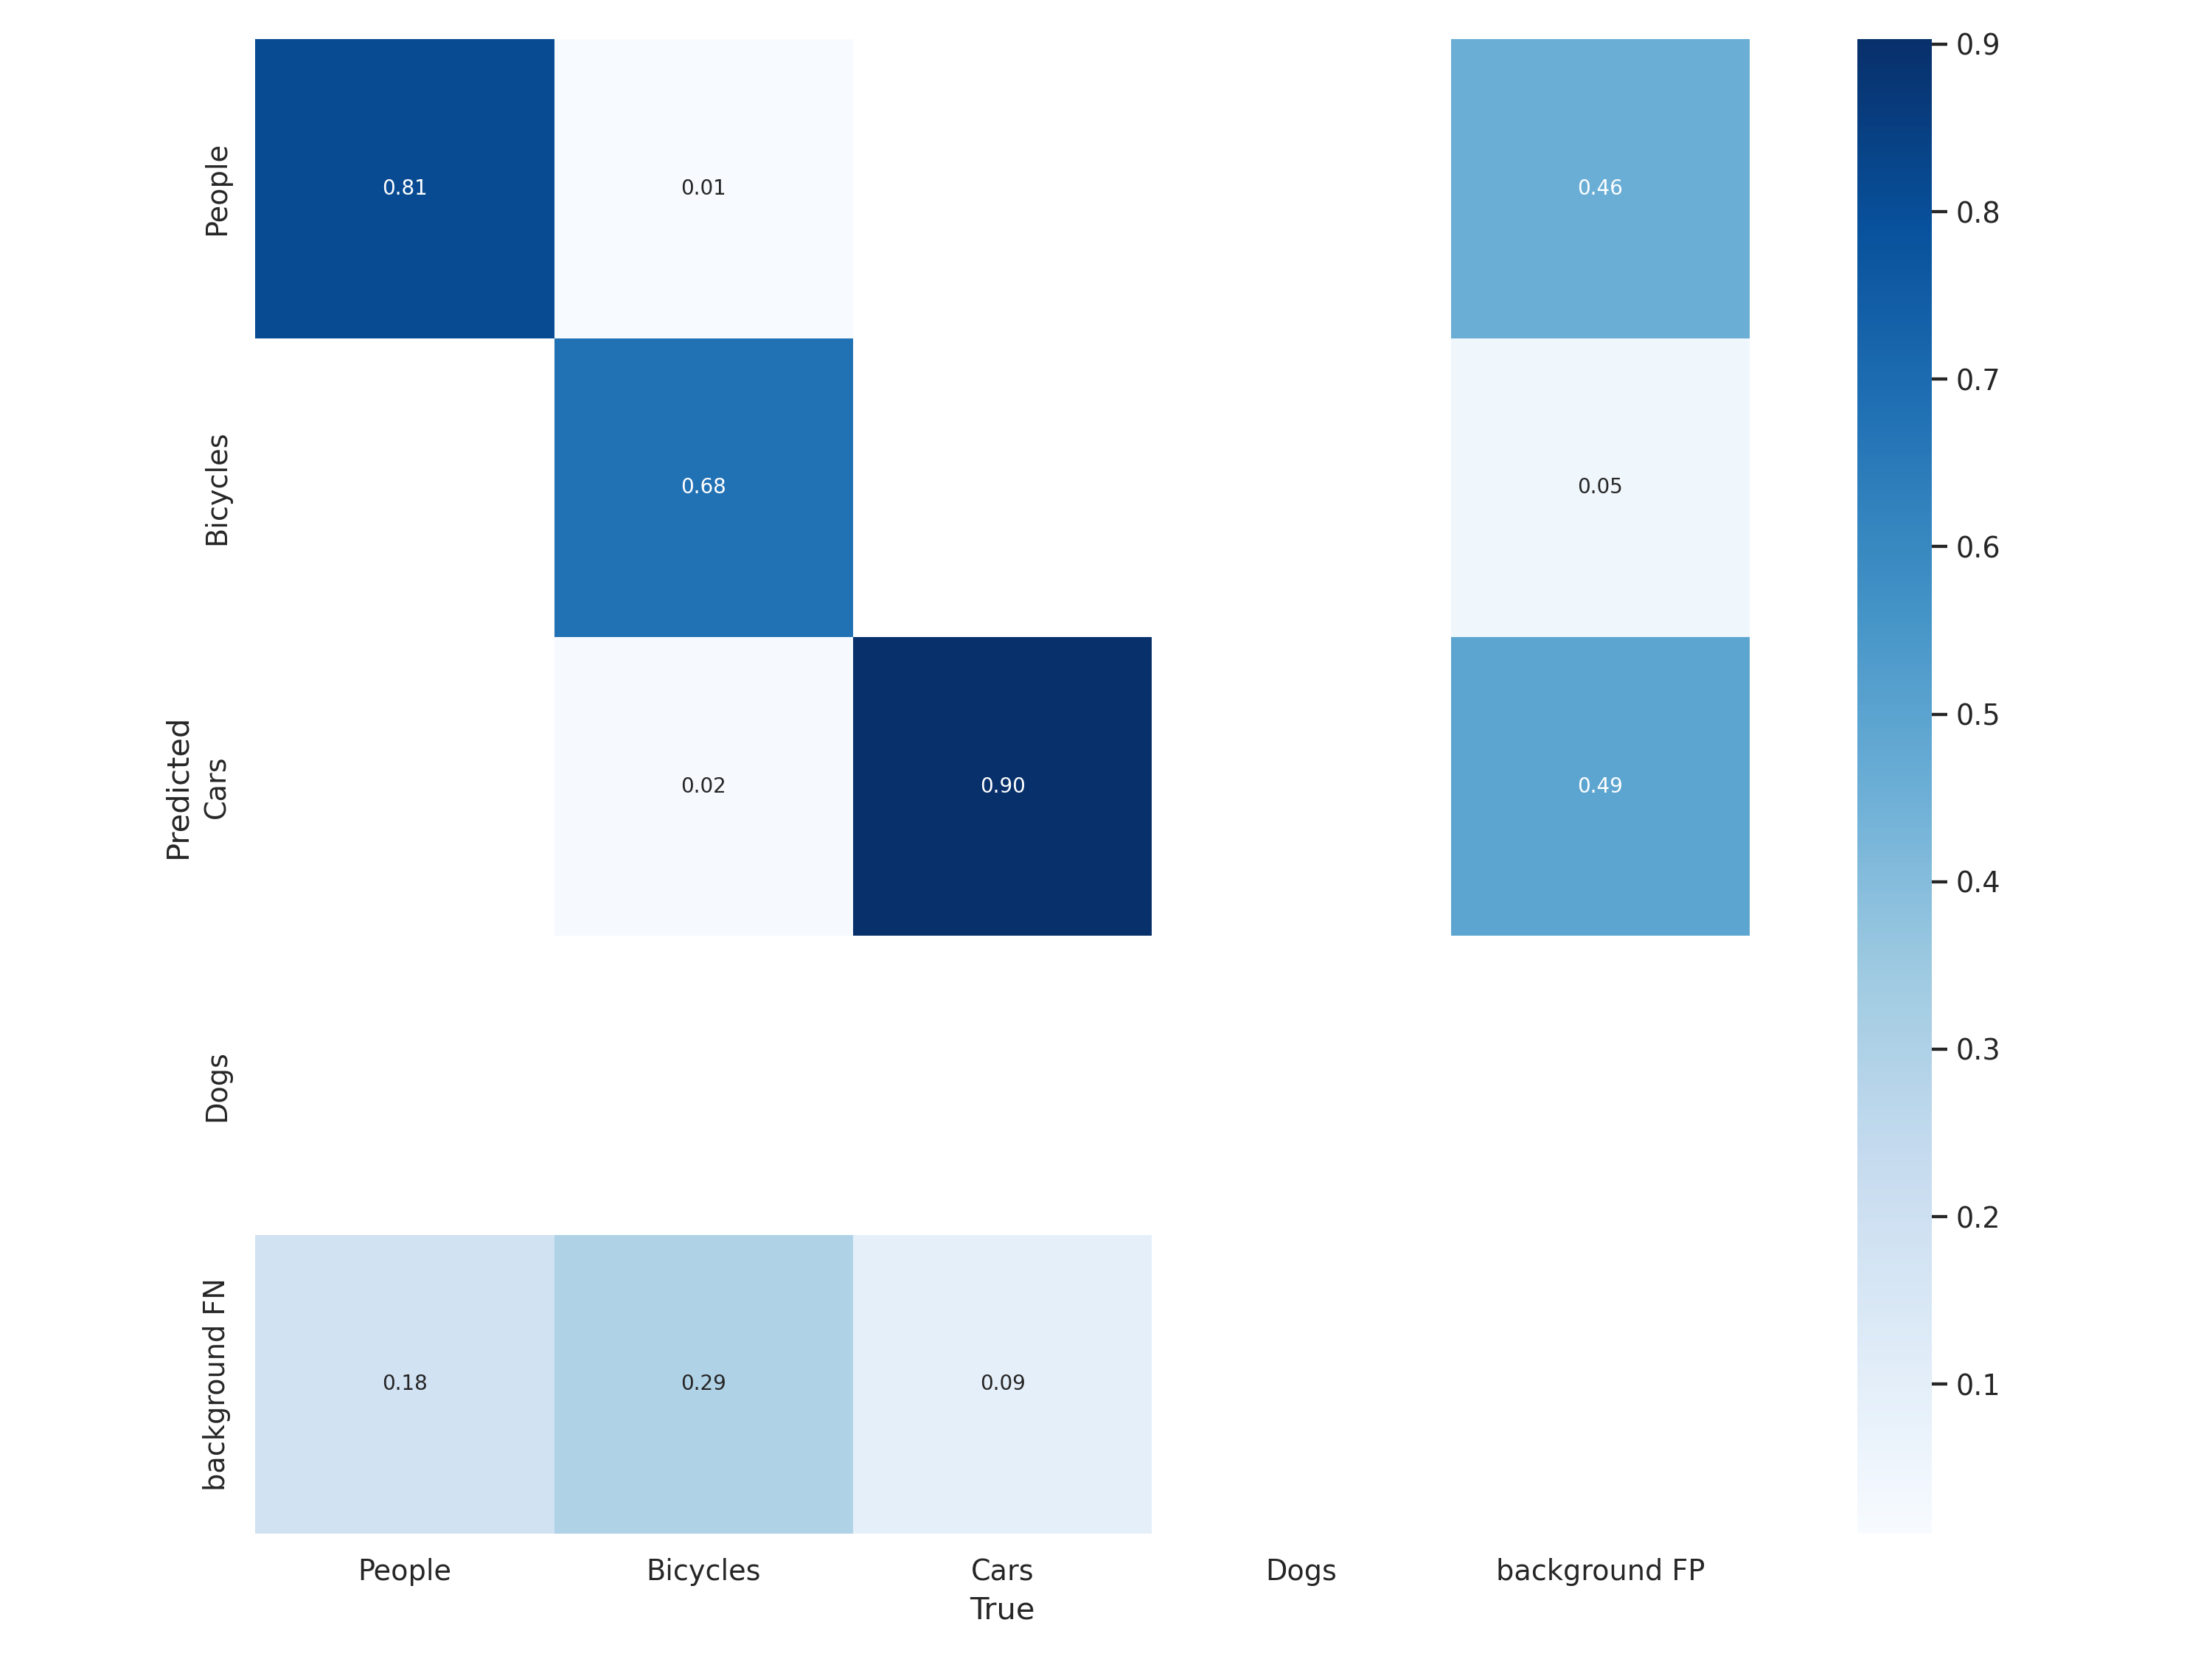 0.9
0.81
0.01
0.46
People
0.8
0.7
0.68
0.05
Bicycles
0.6
0.5
0.02
0.90
0.49
Predicted
Cars
0.4
0.3
Dogs
0.2
0.18
0.29
0.09
0.1
background FN
People
Bicycles
Cars
Dogs
background FP
True